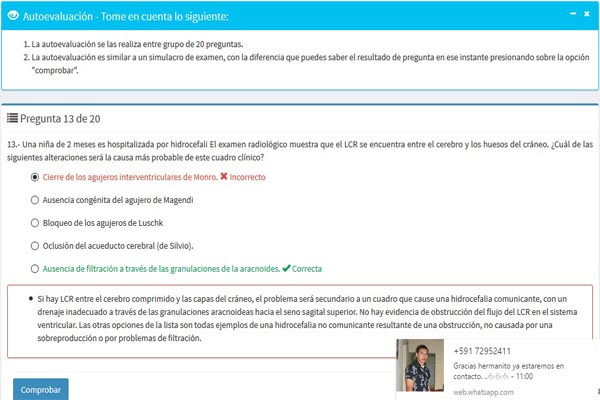 Autoevaluación - Tome en cuenta lo siguiente:
1. La autoevaluación se las realiza entre grupo de 20 preguntas.
2. La autoevaluación es similar a un simulacro de examen, con la diferencia que puedes saber el resultado de pregunta en ese instante presionando sobre la opción
"comprobar".
Pregunta 13 de 20
13.- Una niña de 2 meses es hospitalizada por hidrocefali El examen radiológico muestra que el LCR se encuentra entre el cerebro y los huesos del cráneo. ¿Cuál de las
siguientes alteraciones será la causa más probable de este cuadro clínico?
Cierre de los agujeros interventriculares de Monro. ✖ Incorrecto
Ausencia congénita del agujero de Magendi
Bloqueo de los agujeros de Luschk
Oclusión del acueducto cerebral (de Silvio).
Ausencia de filtración a través de las granulaciones de la aracnoides. ✔ Correcta
Si hay LCR entre el cerebro comprimido y las capas del cráneo, el problema será secundario a un cuadro que cause una hidrocefalia comunicante, con un
drenaje inadecuado a través de las granulaciones aracnoideas hacia el seno sagital superior. No hay evidencia de obstrucción del flujo del LCR en el sistema
ventricular. Las otras opciones de la lista son todas ejemplos de una hidrocefalia no comunicante resultante de una obstrucción, no causada por una
sobreproducción o por problemas de filtración.
+591 72952411
Gracias hermanito ya estaremos en
contacto. ..👍👍👍 - 11:00
web.whatsapp.com
Comprobar